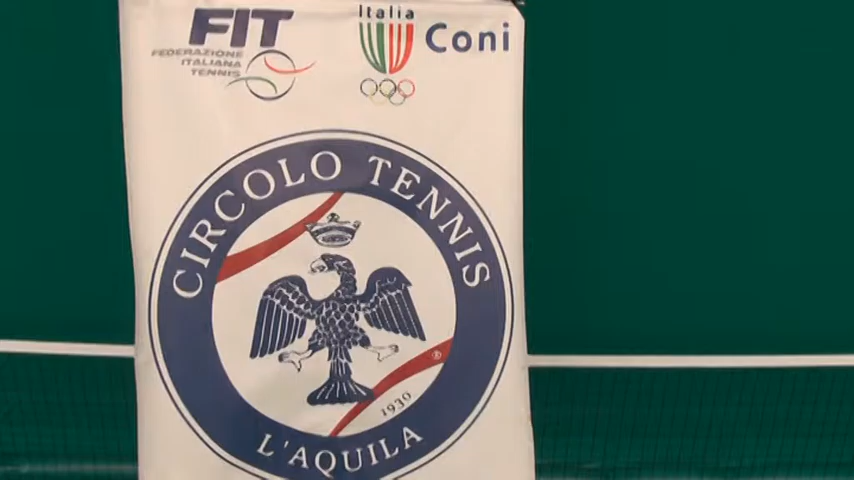 FIT
FEDERAZIONE
ITALIANA
TENNIS
Italia
Coni
CIRCOLO TENNIS
®
1930
L'AQUILA